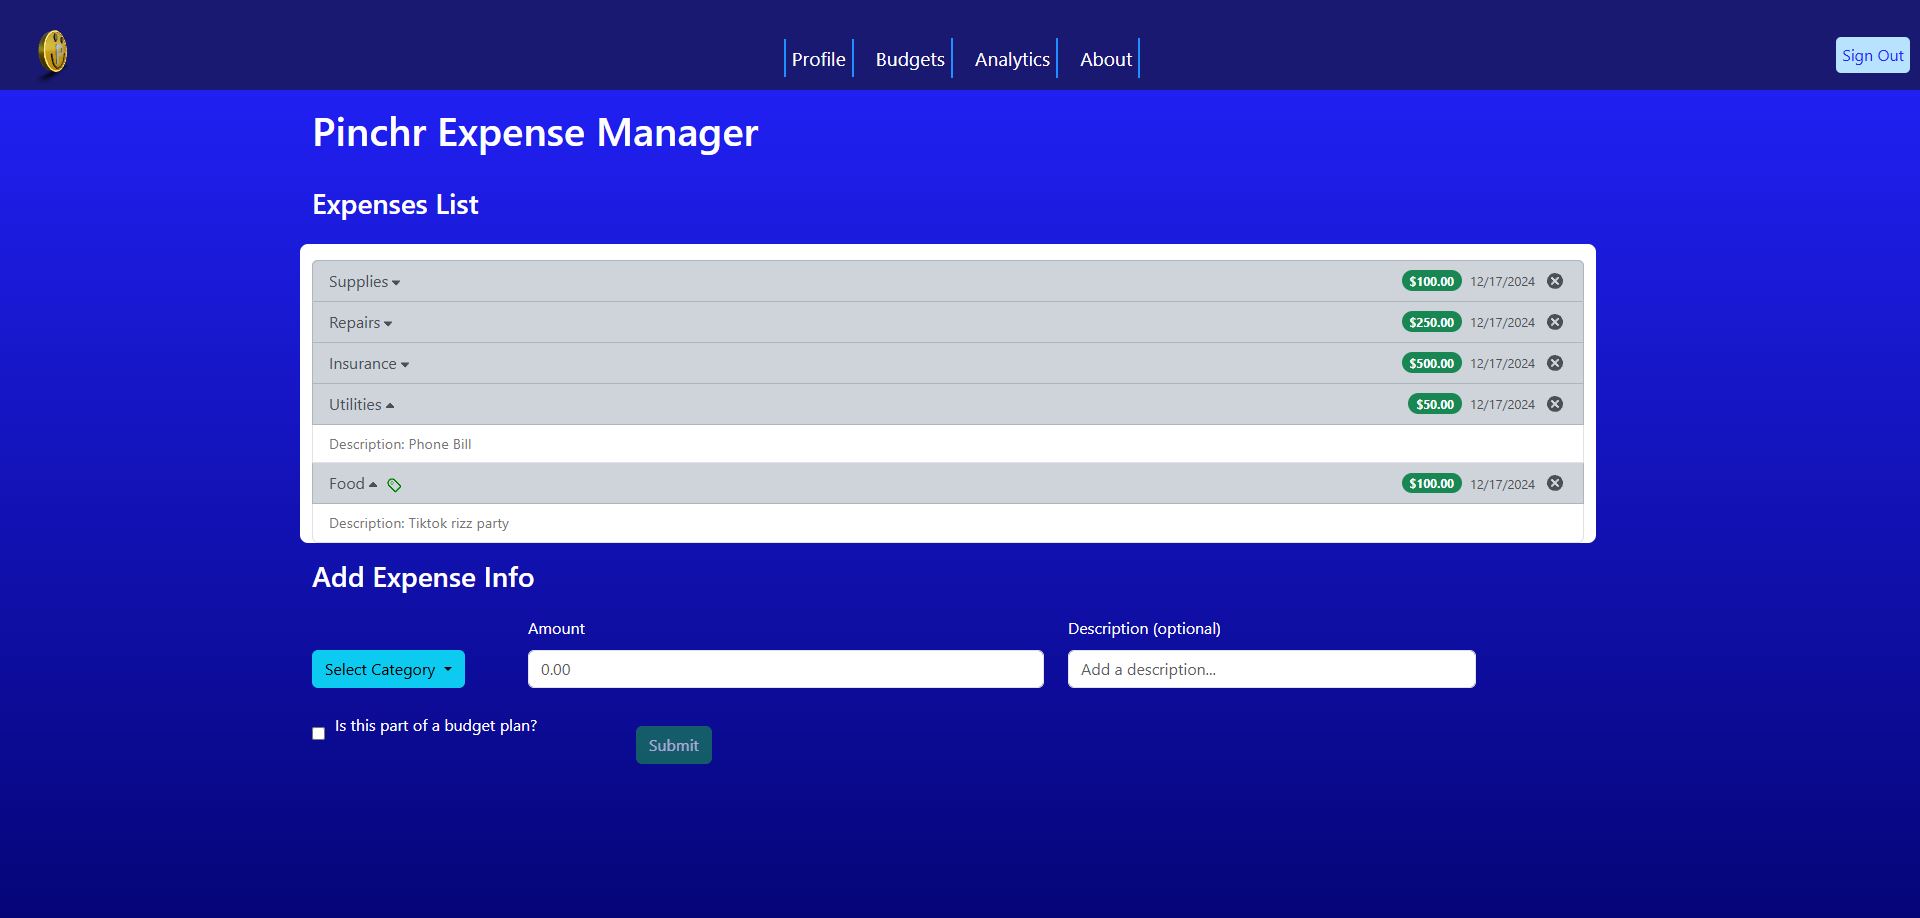 Profile Budgets Analytics About Sign Out
Pinchr Expense Manager
Expenses List
Supplies $100.00 12/17/2024
Repairs $250.00 12/17/2024
Insurance $500.00 12/17/2024
Utilities $50.00 12/17/2024
Description: Phone Bill
Food $100.00 12/17/2024
Description: Tiktok rizz party
Add Expense Info
Amount Description (optional)
Select Category 0.00 Add a description...
Is this part of a budget plan?
Submit